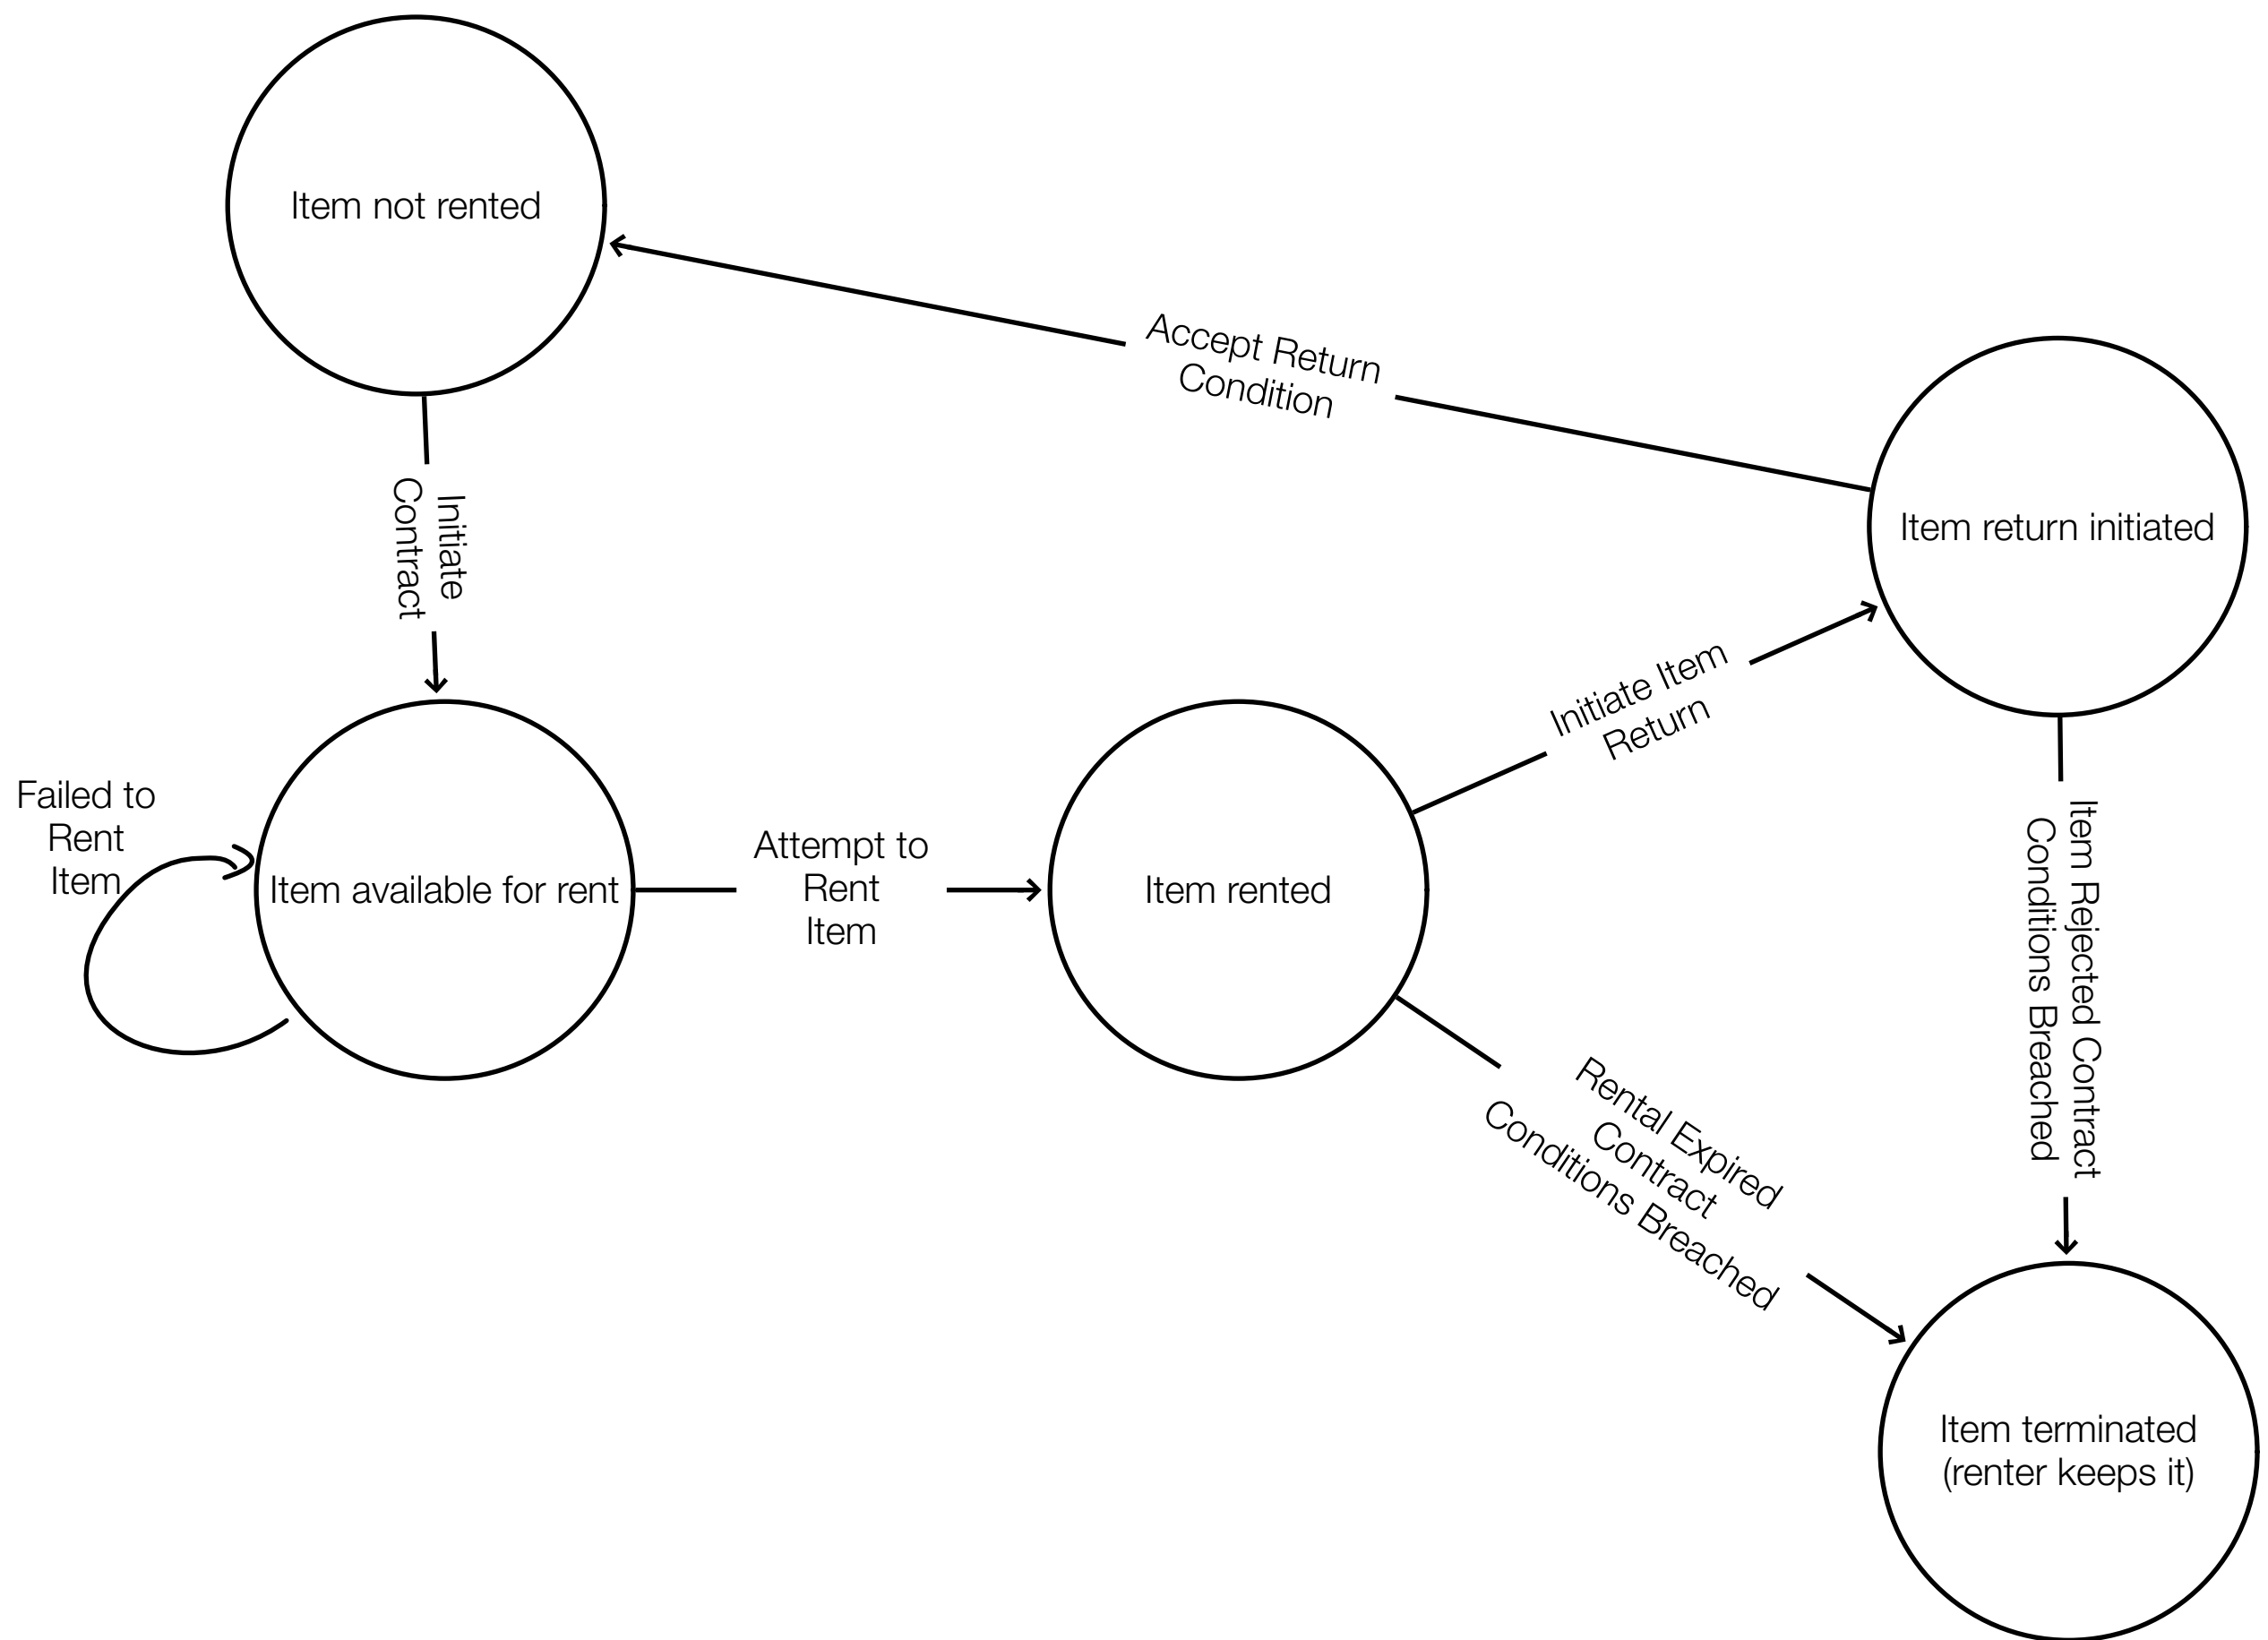 Item not rented
Accept Return
Condition
Item return initiated
Initiate
Contract
Initiate Item
Return
Failed to
Rent
Item
Item available for rent
Attempt to
Rent
Item
Item rented
Item Rejected Contract
Conditions Breached
Rental Expired
Contract
Conditions Breached
Item terminated
(renter keeps it)